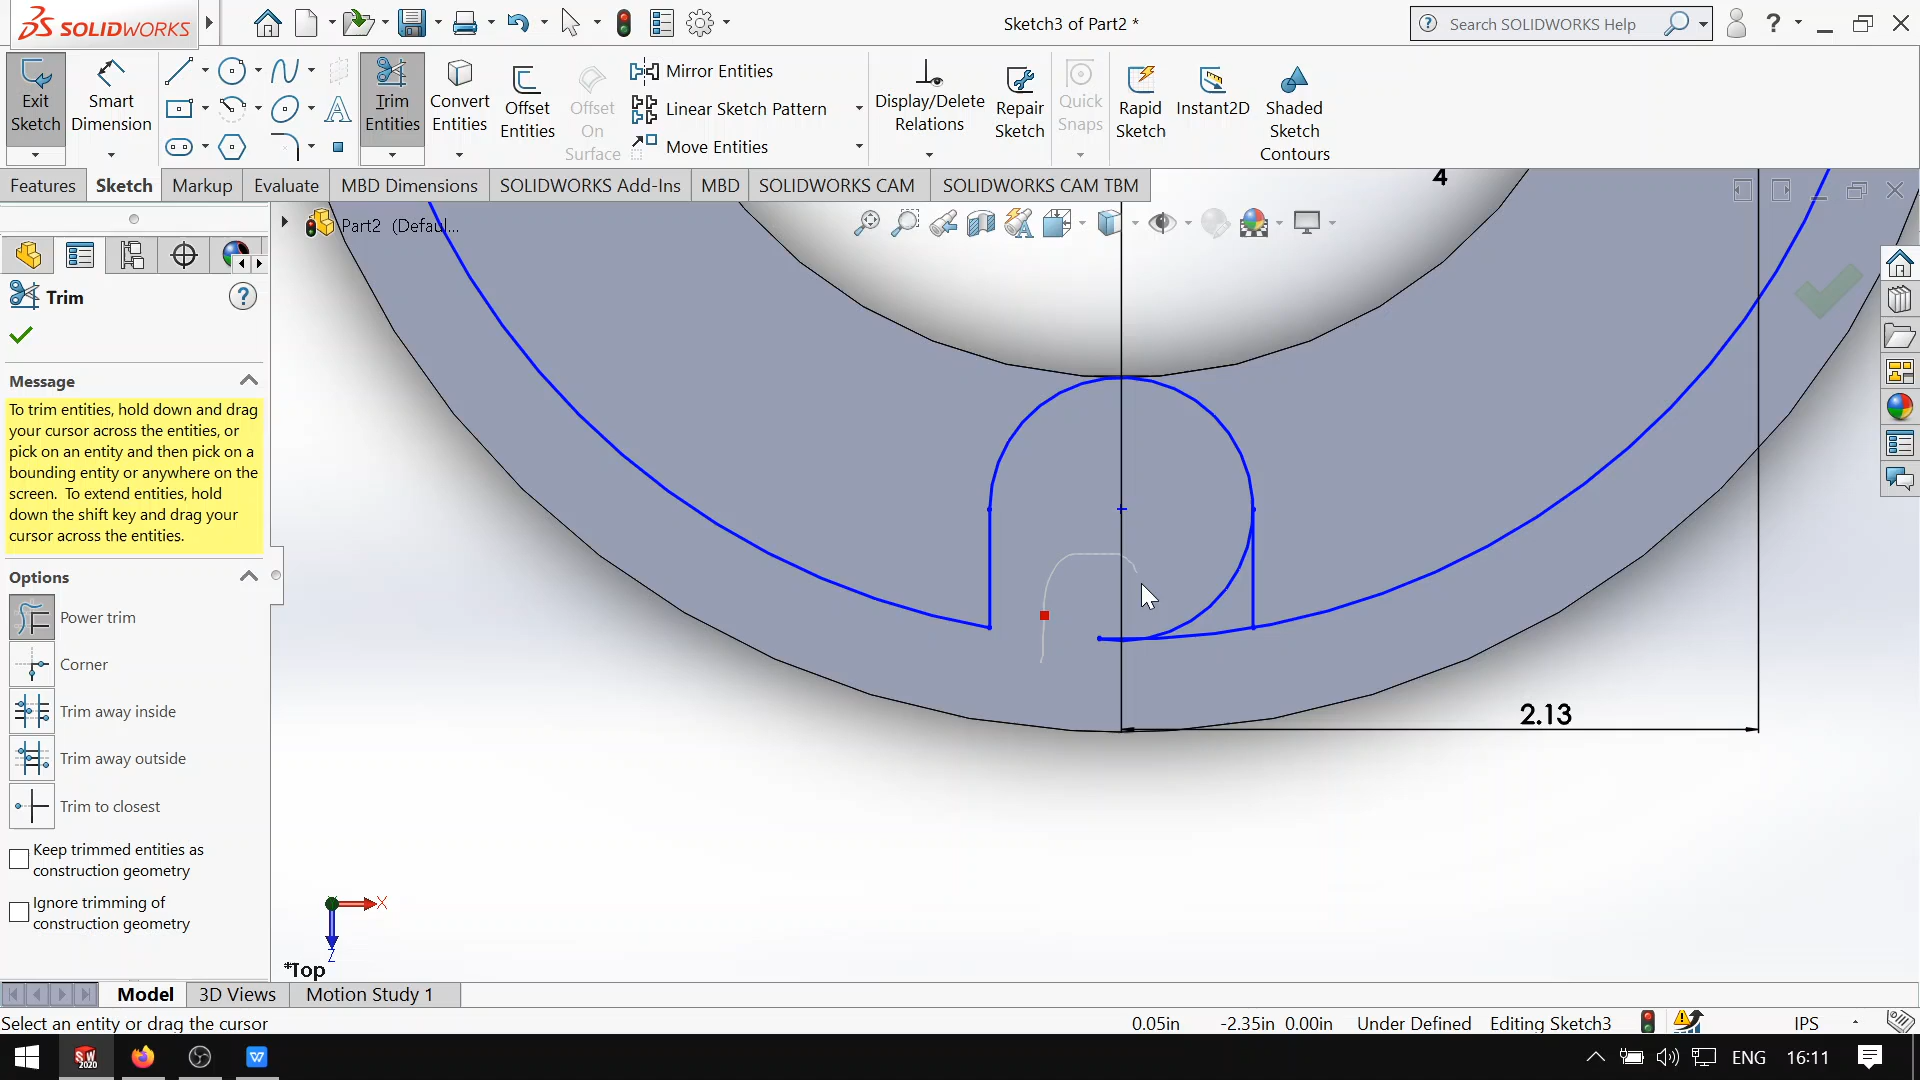 SOLIDWORKS
Sketch3 of Part2 *
Search SOLIDWORKS Help
Exit
Sketch
Smart
Dimension
Trim
Entities
Convert
Entities
Offset
Entities
Offset
On
Surface
Mirror Entities
Linear Sketch Pattern
Move Entities
Display/Delete
Relations
Repair
Sketch
Quick
Snaps
Rapid
Sketch
Instant2D
Shaded
Sketch
Contours
Features
Sketch
Markup
Evaluate
MBD Dimensions
SOLIDWORKS Add-Ins
MBD
SOLIDWORKS CAM
SOLIDWORKS CAM TBM
4
Part2 (Defaul...
Trim
Message
To trim entities, hold down and drag
your cursor across the entities, or
pick on an entity and then pick on a
bounding entity or anywhere on the
screen. To extend entities, hold
down the shift key and drag your
cursor across the entities.
Options
Power trim
Corner
Trim away inside
Trim away outside
Trim to closest
Keep trimmed entities as
construction geometry
Ignore trimming of
construction geometry
2.13
X
Z
*Top
Model
3D Views
Motion Study 1
Select an entity or drag the cursor
0.05in
-2.35in 0.00in
Under Defined
Editing Sketch3
IPS
SW
2020
W
ENG
16:11